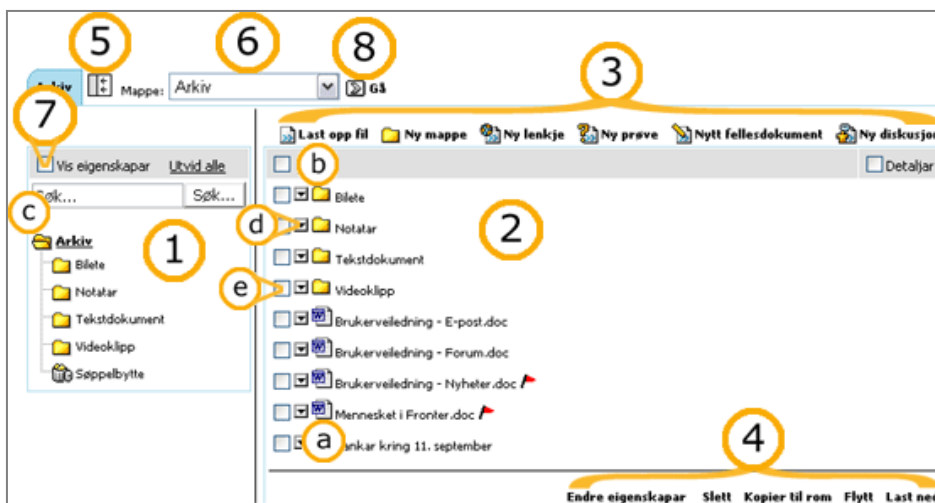 5 6 8
Arkiv Mappe: Arkiv Gå
3
7
Last opp fil Ny mappe Ny lenkje Ny prøve Nytt fellesdokument Ny diskusjon
Vis eigenskapar Utvid alle
b Detaljar
Søk... Søk...
c
1
Arkiv
Bilete
Notatar
Tekstdokument
Videoklipp
Søppelbytte
2
Bilete
d Notatar
Tekstdokument
e Videoklipp
Brukerveiledning - E-post.doc
Brukerveiledning - Forum.doc
Brukerveiledning - Nyheter.doc
Mennesket i Fronter.doc
a ankar kring 11. september
4
Endre eigenskapar Slett Kopier til rom Flytt Last ned